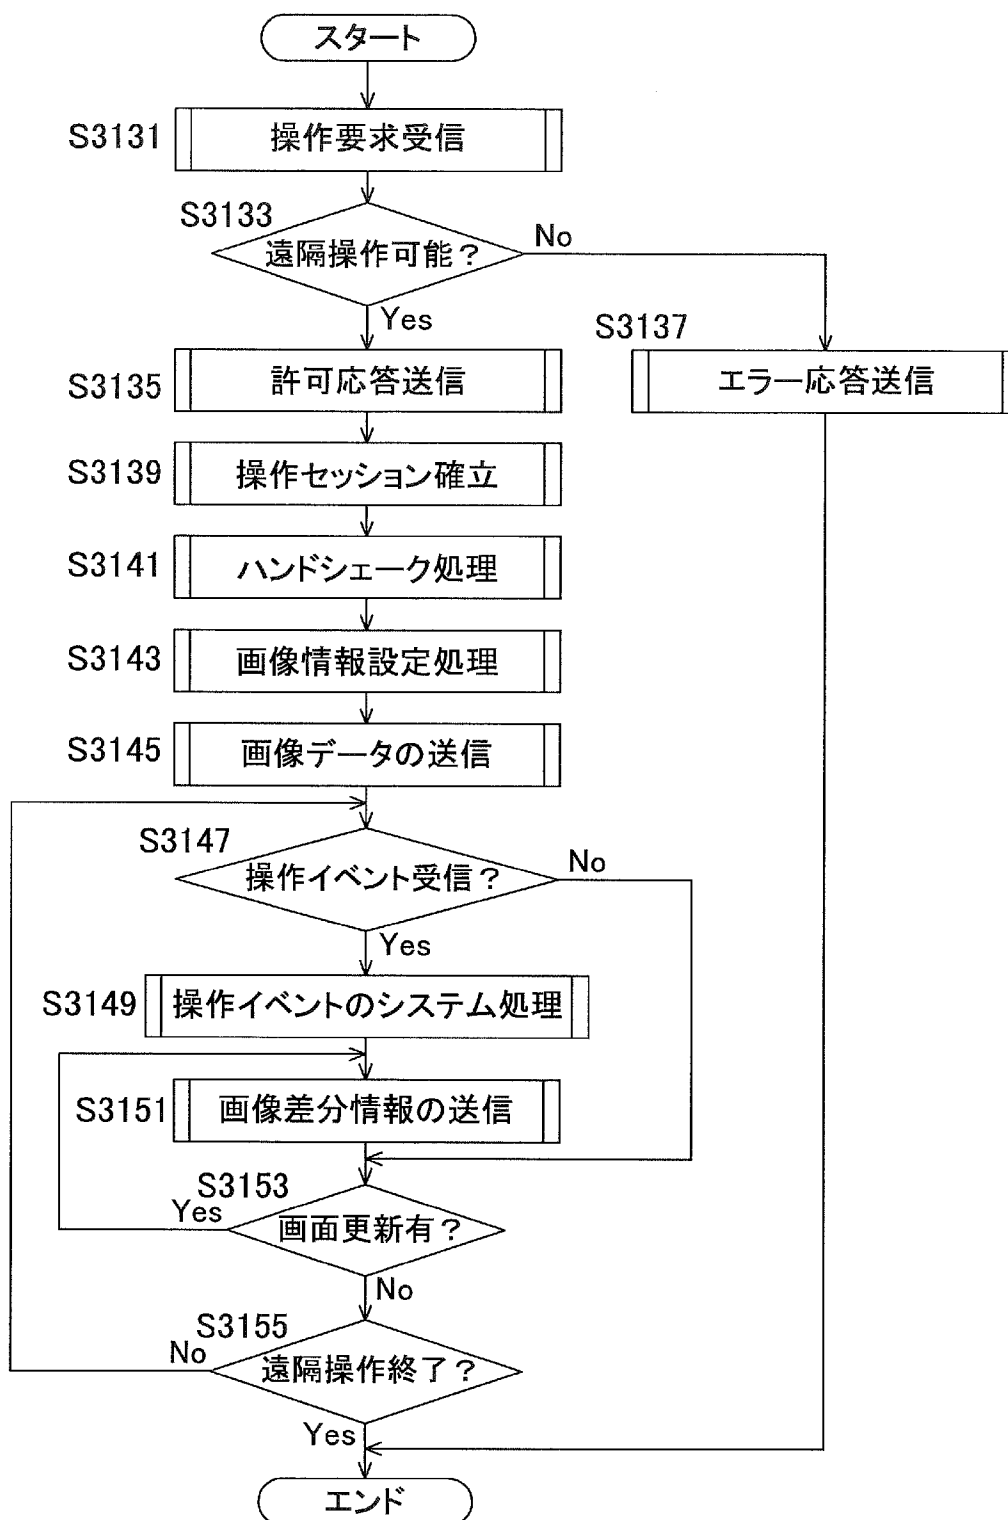 スタート
S3131
操作要求受信
S3133
遠隔操作可能?
No
Yes
S3137
S3135
許可応答送信
エラー応答送信
S3139
操作セッション確立
S3141
ハンドシェーク処理
S3143
画像情報設定処理
S3145
画像データの送信
S3147
操作イベント受信?
No
Yes
S3149
操作イベントのシステム処理
S3151
画像差分情報の送信
S3153
Yes
画面更新有?
No
S3155
No
遠隔操作終了?
Yes
エンド